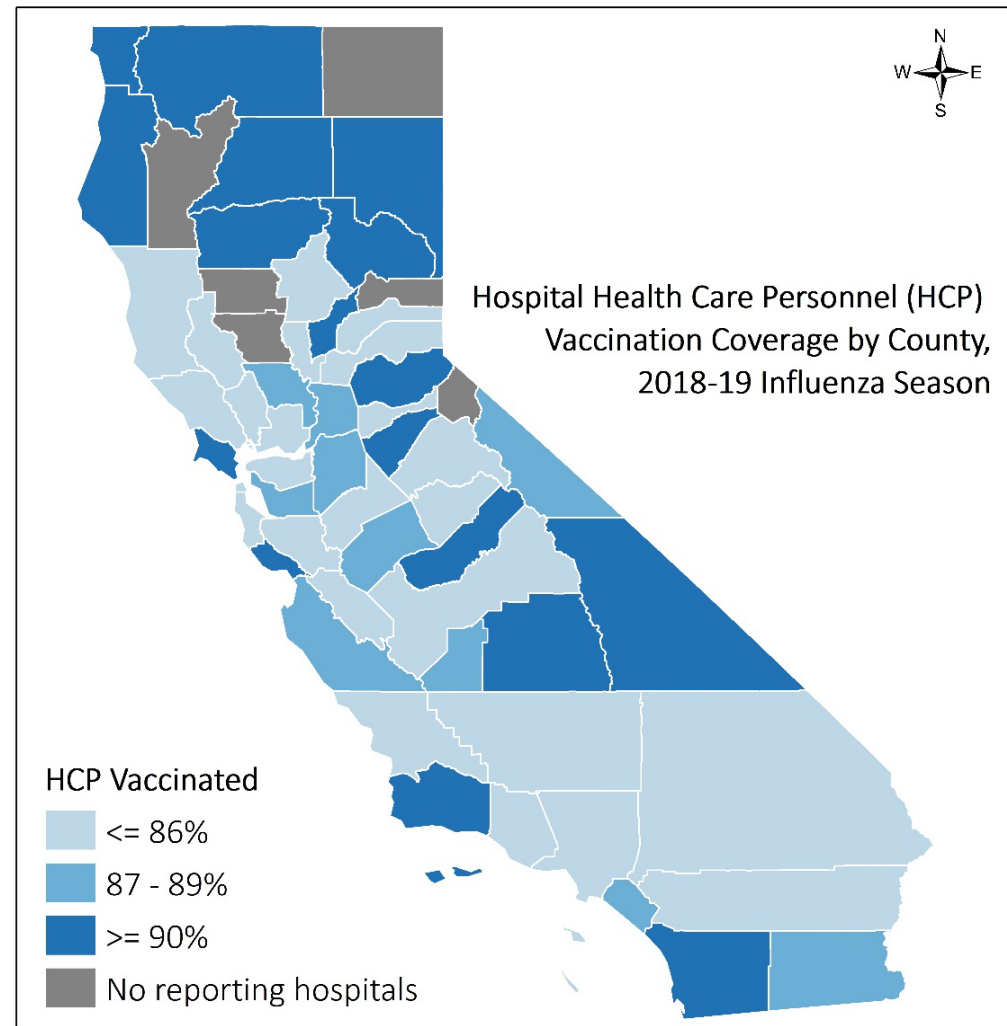 N
W E
S
Hospital Health Care Personnel (HCP)
Vaccination Coverage by County,
2018-19 Influenza Season
HCP Vaccinated
<= 86%
87 - 89%
>= 90%
No reporting hospitals